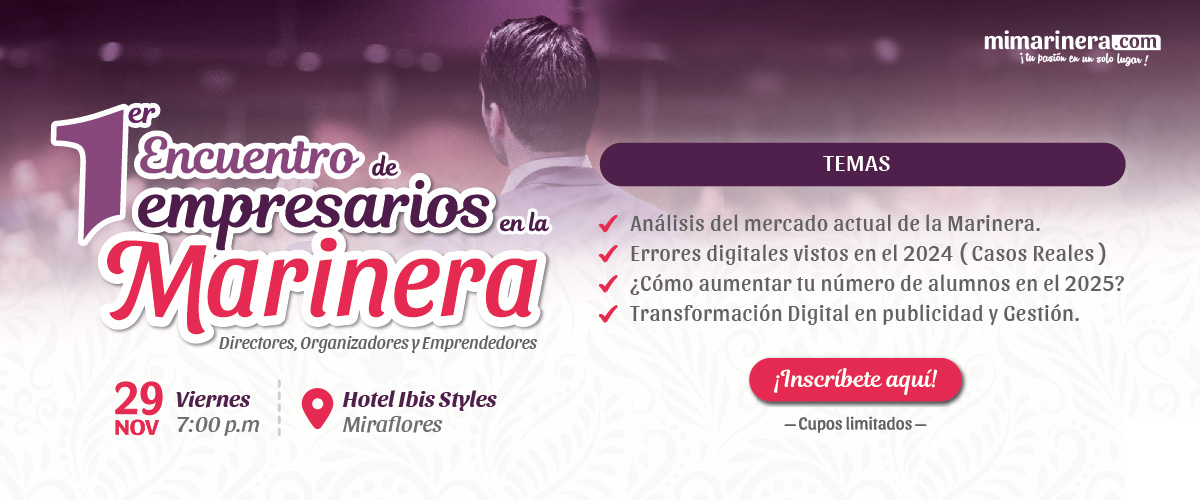 mimarinera.com
¡tu pasión en un solo lugar!
1er
Encuentro de
empresarios en la
Marinera
Directores, Organizadores y Emprendedores
29
NOV
Viernes
7:00 p.m
Hotel Ibis Styles
Miraflores
TEMAS
Análisis del mercado actual de la Marinera.
Errores digitales vistos en el 2024 ( Casos Reales )
¿Cómo aumentar tu número de alumnos en el 2025?
Transformación Digital en publicidad y Gestión.
¡Inscríbete aquí!
— Cupos limitados —